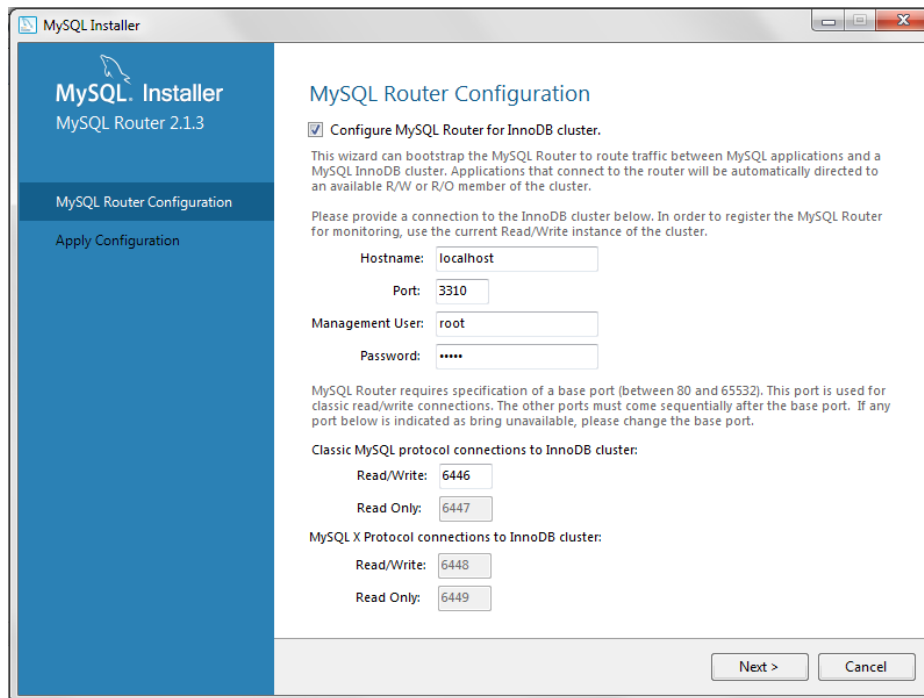 MySQL Installer
MySQL. Installer
MySQL Router 2.1.3
MySQL Router Configuration
Apply Configuration
MySQL Router Configuration
Configure MySQL Router for InnoDB cluster.
This wizard can bootstrap the MySQL Router to route traffic between MySQL applications and a
MySQL InnoDB cluster. Applications that connect to the router will be automatically directed to
an available R/W or R/O member of the cluster.
Please provide a connection to the InnoDB cluster below. In order to register the MySQL Router
for monitoring, use the current Read/Write instance of the cluster.
Hostname: localhost
Port: 3310
Management User: root
Password: •••••
MySQL Router requires specification of a base port (between 80 and 65532). This port is used for
classic read/write connections. The other ports must come sequentially after the base port.  If any
port below is indicated as bring unavailable, please change the base port.
Classic MySQL protocol connections to InnoDB cluster:
Read/Write: 6446
Read Only: 6447
MySQL X Protocol connections to InnoDB cluster:
Read/Write: 6448
Read Only: 6449
Next > Cancel